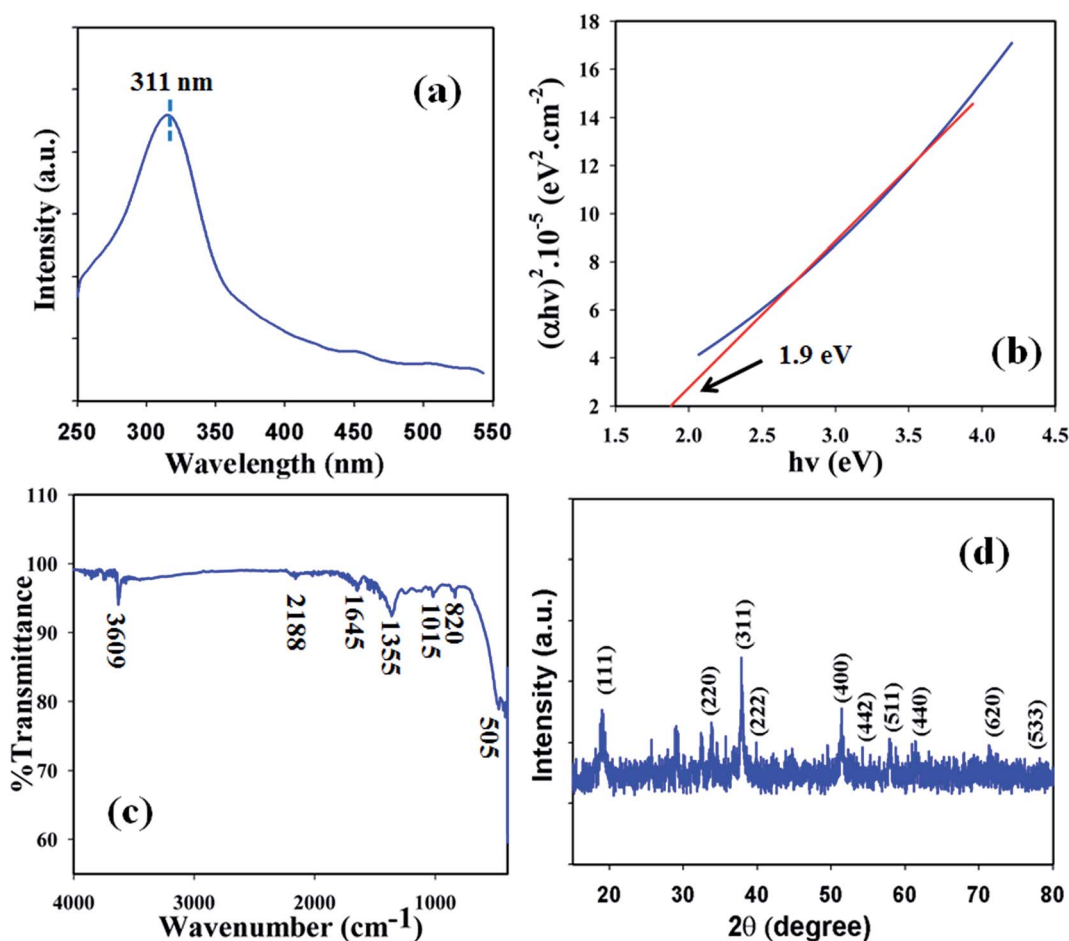 311 nm
(a)
Intensity (a.u.)
250 300 350 400 450 500 550
Wavelength (nm)
18
16
14
12
10
8
6
4
2
(αhv)².10⁻⁵ (eV².cm⁻²)
1.9 eV
(b)
1.5 2.0 2.5 3.0 3.5 4.0 4.5
hv (eV)
110
100
90
80
70
60
%Transmittance
3609
2188
1645
1355
1015
820
505
(c)
4000 3000 2000 1000
Wavenumber (cm⁻¹)
(d)
Intensity (a.u.)
(111)
(220)
(311)
(222)
(400)
(442)
(511)
(440)
(620)
(533)
20 30 40 50 60 70 80
2θ (degree)